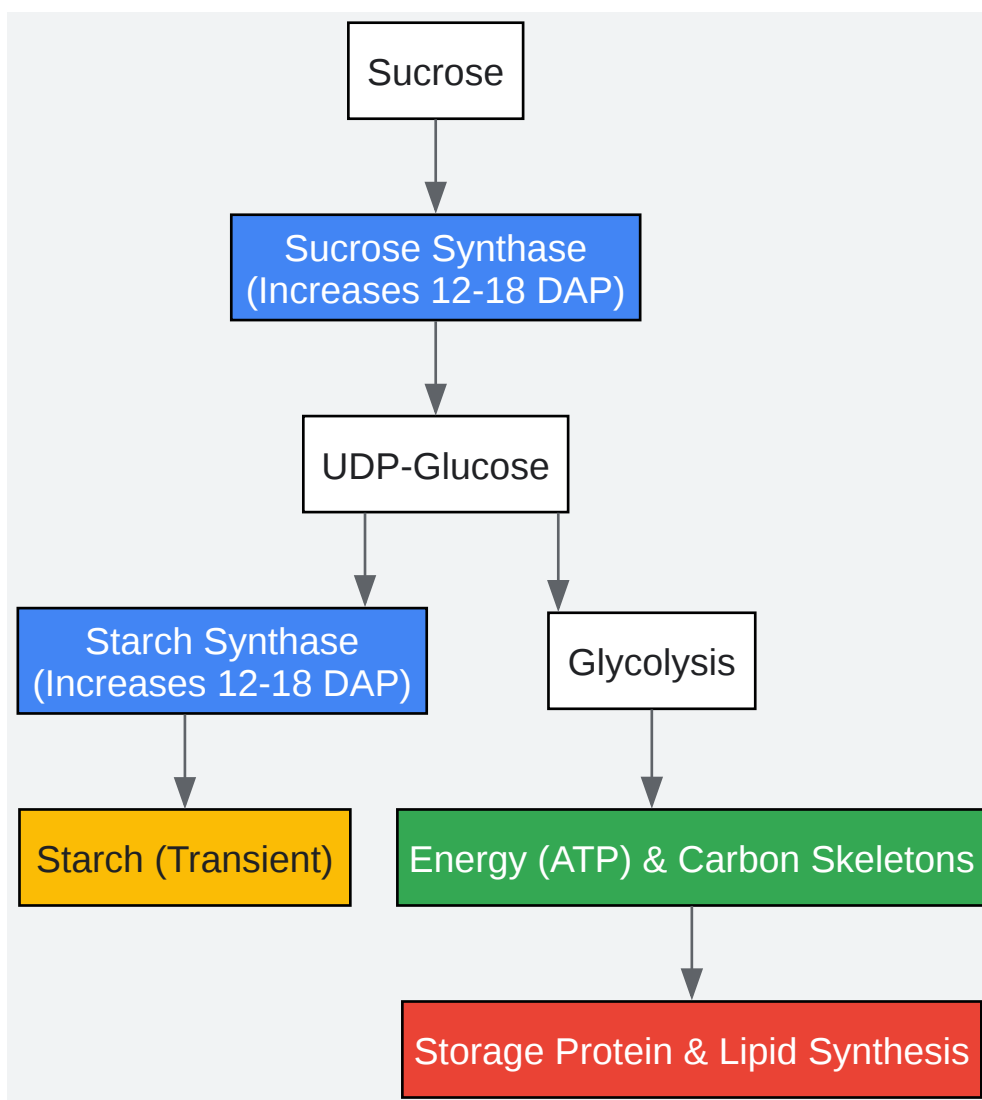 Sucrose
Sucrose Synthase
(Increases 12-18 DAP)
UDP-Glucose
Starch Synthase
(Increases 12-18 DAP)
Glycolysis
Starch (Transient)
Energy (ATP) & Carbon Skeletons
Storage Protein & Lipid Synthesis